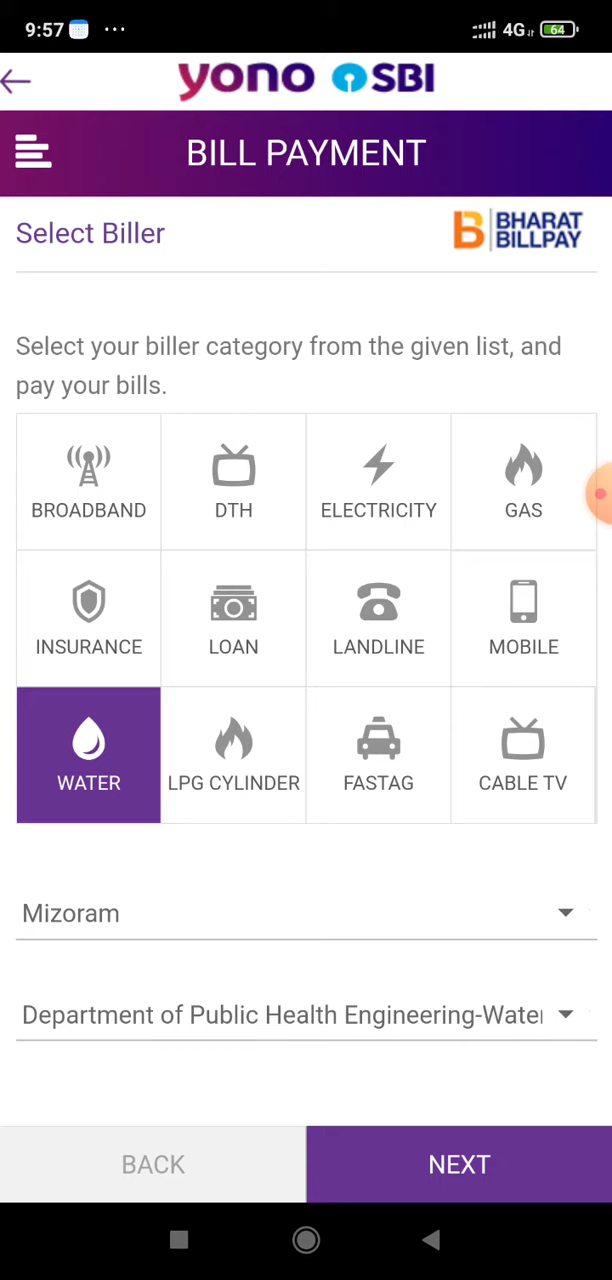 9:57 ... 4G 64
yono SBI
BILL PAYMENT
Select Biller
BHARAT
BILLPAY
Select your biller category from the given list, and
pay your bills.
BROADBAND DTH ELECTRICITY GAS
INSURANCE LOAN LANDLINE MOBILE
WATER LPG CYLINDER FASTAG CABLE TV
Mizoram
Department of Public Health Engineering-Water
BACK NEXT